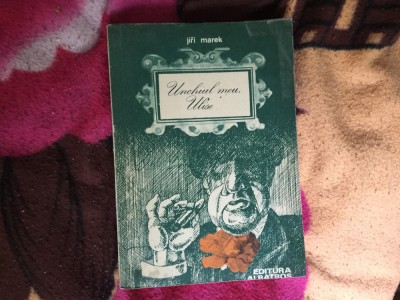 jiří marek
Unchiul meu
Ulise
EDITURA
ALBATROS